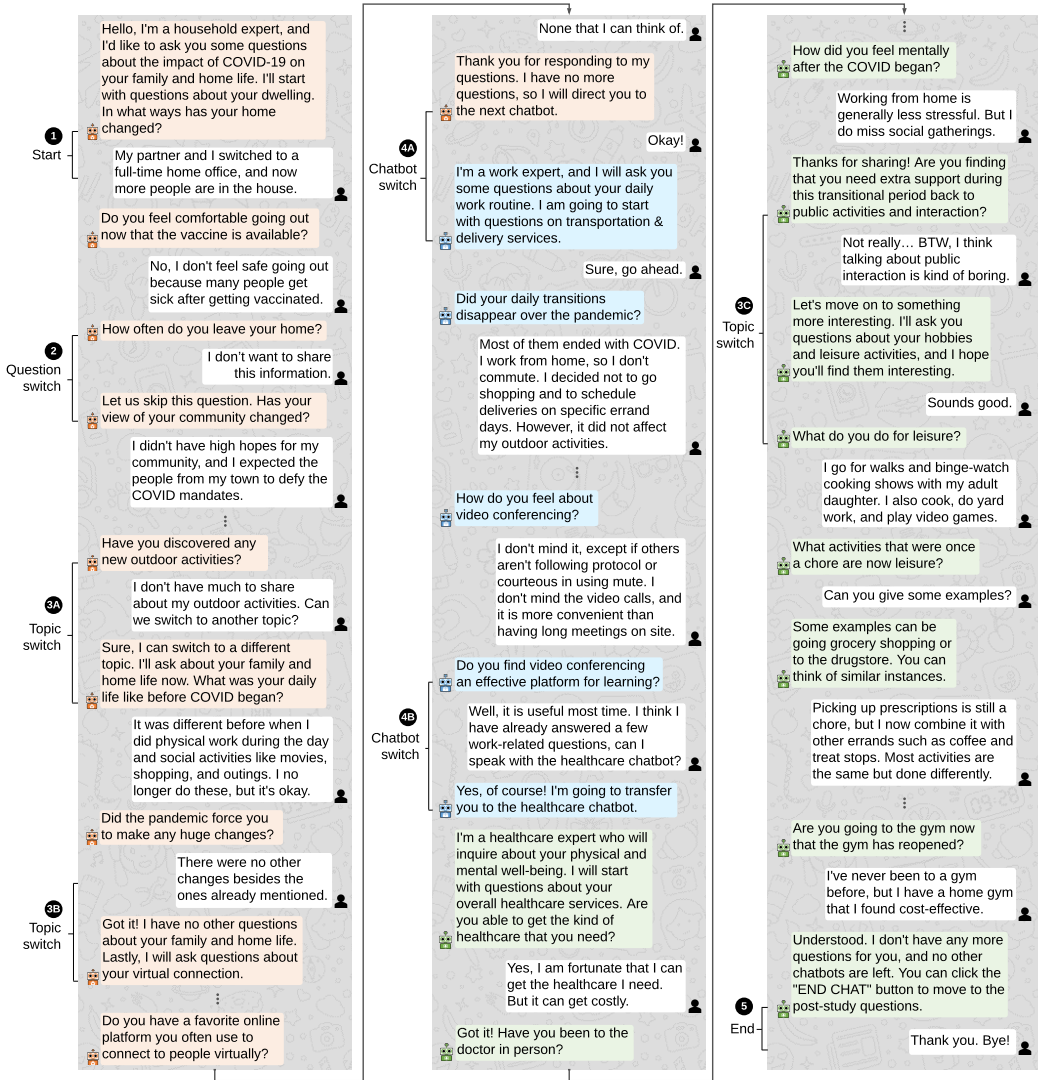 Hello, I'm a household expert, and
I'd like to ask you some questions
about the impact of COVID-19 on
your family and home life. I'll start
with questions about your dwelling.
In what ways has your home
changed?
1
Start
My partner and I switched to a
full-time home office, and now
more people are in the house.
Do you feel comfortable going out
now that the vaccine is available?
No, I don't feel safe going out
because many people get
sick after getting vaccinated.
How often do you leave your home?
2
Question
switch
I don't want to share
this information.
Let us skip this question. Has your
view of your community changed?
I didn't have high hopes for my
community, and I expected the
people from my town to defy the
COVID mandates.
Have you discovered any
new outdoor activities?
3A
Topic
switch
I don't have much to share
about my outdoor activities. Can
we switch to another topic?
Sure, I can switch to a different
topic. I'll ask about your family and
home life now. What was your daily
life like before COVID began?
It was different before when I
did physical work during the day
and social activities like movies,
shopping, and outings. I no
longer do these, but it's okay.
Did the pandemic force you
to make any huge changes?
There were no other
changes besides the
ones already mentioned.
3B
Topic
switch
Got it! I have no other questions
about your family and home life.
Lastly, I will ask questions about
your virtual connection.
Do you have a favorite online
platform you often use to
connect to people virtually?
None that I can think of.
Thank you for responding to my
questions. I have no more
questions, so I will direct you to
the next chatbot.
4A
Chatbot
switch
Okay!
I'm a work expert, and I will ask you
some questions about your daily
work routine. I am going to start
with questions on transportation &
delivery services.
Sure, go ahead.
Did your daily transitions
disappear over the pandemic?
Most of them ended with COVID.
I work from home, so I don't
commute. I decided not to go
shopping and to schedule
deliveries on specific errand
days. However, it did not affect
my outdoor activities.
How do you feel about
video conferencing?
I don't mind it, except if others
aren't following protocol or
courteous in using mute. I
don't mind the video calls, and
it is more convenient than
having long meetings on site.
Do you find video conferencing
an effective platform for learning?
4B
Chatbot
switch
Well, it is useful most time. I think I
have already answered a few
work-related questions, can I
speak with the healthcare chatbot?
Yes, of course! I'm going to transfer
you to the healthcare chatbot.
I'm a healthcare expert who will
inquire about your physical and
mental well-being. I will start
with questions about your
overall healthcare services. Are
you able to get the kind of
healthcare that you need?
Yes, I am fortunate that I can
get the healthcare I need.
But it can get costly.
Got it! Have you been to the
doctor in person?
How did you feel mentally
after the COVID began?
Working from home is
generally less stressful. But I
do miss social gatherings.
Thanks for sharing! Are you finding
that you need extra support during
this transitional period back to
public activities and interaction?
3C
Topic
switch
Not really... BTW, I think
talking about public
interaction is kind of boring.
Let's move on to something
more interesting. I'll ask you
questions about your hobbies
and leisure activities, and I hope
you'll find them interesting.
Sounds good.
What do you do for leisure?
I go for walks and binge-watch
cooking shows with my adult
daughter. I also cook, do yard
work, and play video games.
What activities that were once
a chore are now leisure?
Can you give some examples?
Some examples can be
going grocery shopping or
to the drugstore. You can
think of similar instances.
Picking up prescriptions is still a
chore, but I now combine it with
other errands such as coffee and
treat stops. Most activities are
the same but done differently.
Are you going to the gym now
that the gym has reopened?
I've never been to a gym
before, but I have a home gym
that I found cost-effective.
Understood. I don't have any more
questions for you, and no other
chatbots are left. You can click the
"END CHAT" button to move to the
post-study questions.
5
End
Thank you. Bye!